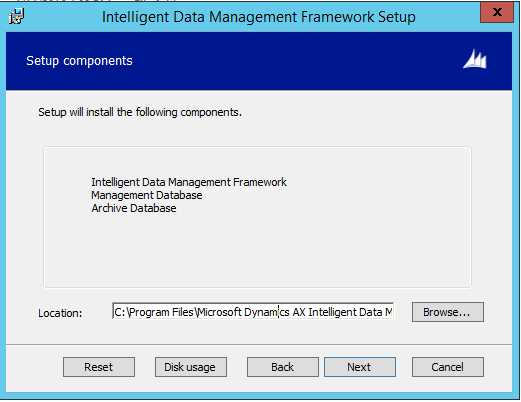 Intelligent Data Management Framework Setup
x
Setup components
Setup will install the following components.
Intelligent Data Management Framework
Management Database
Archive Database
Location: C:\Program Files\Microsoft Dynamics AX Intelligent Data M Browse...
Reset Disk usage Back Next Cancel